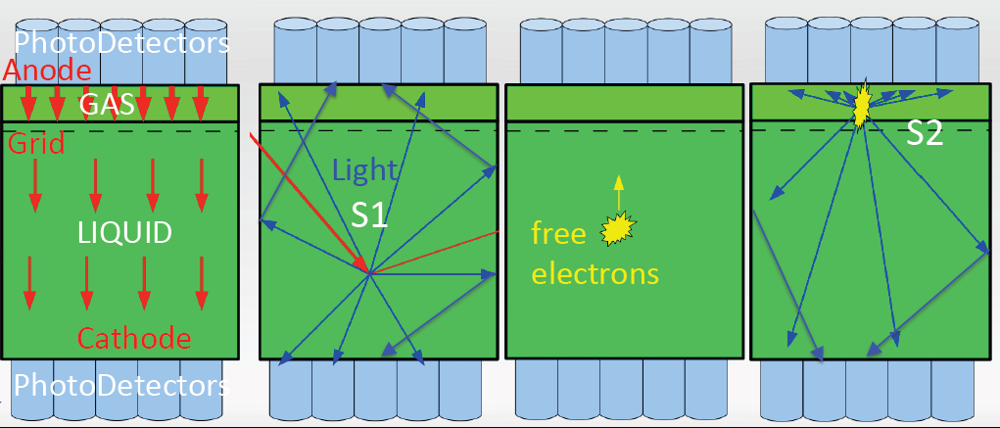 PhotoDetectors
Anode
GAS
Grid
LIQUID
Cathode
PhotoDetectors
Light
S1
free
electrons
S2